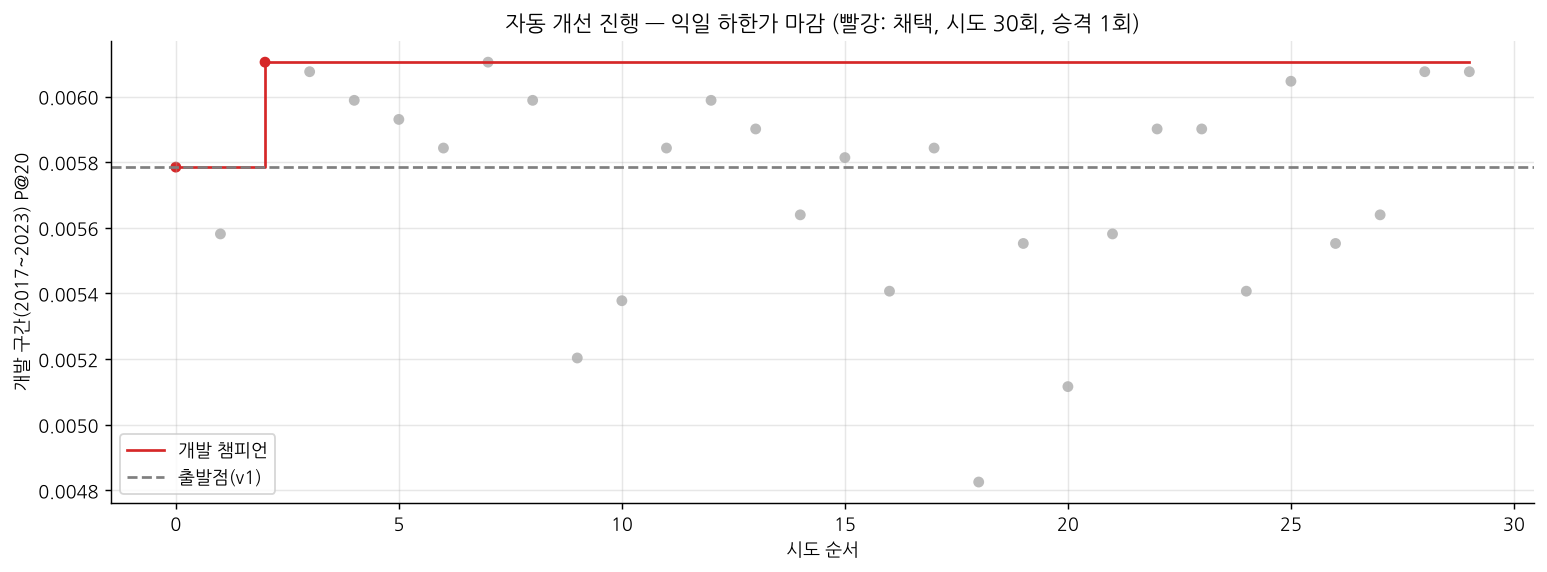 자동 개선 진행 — 익일 하한가 마감 (빨강: 채택, 시도 30회, 승격 1회)
개발 구간(2017~2023) P@20
0.0060
0.0058
0.0056
0.0054
0.0052
0.0050
0.0048
개발 챔피언
출발점(v1)
0 5 10 15 20 25 30
시도 순서